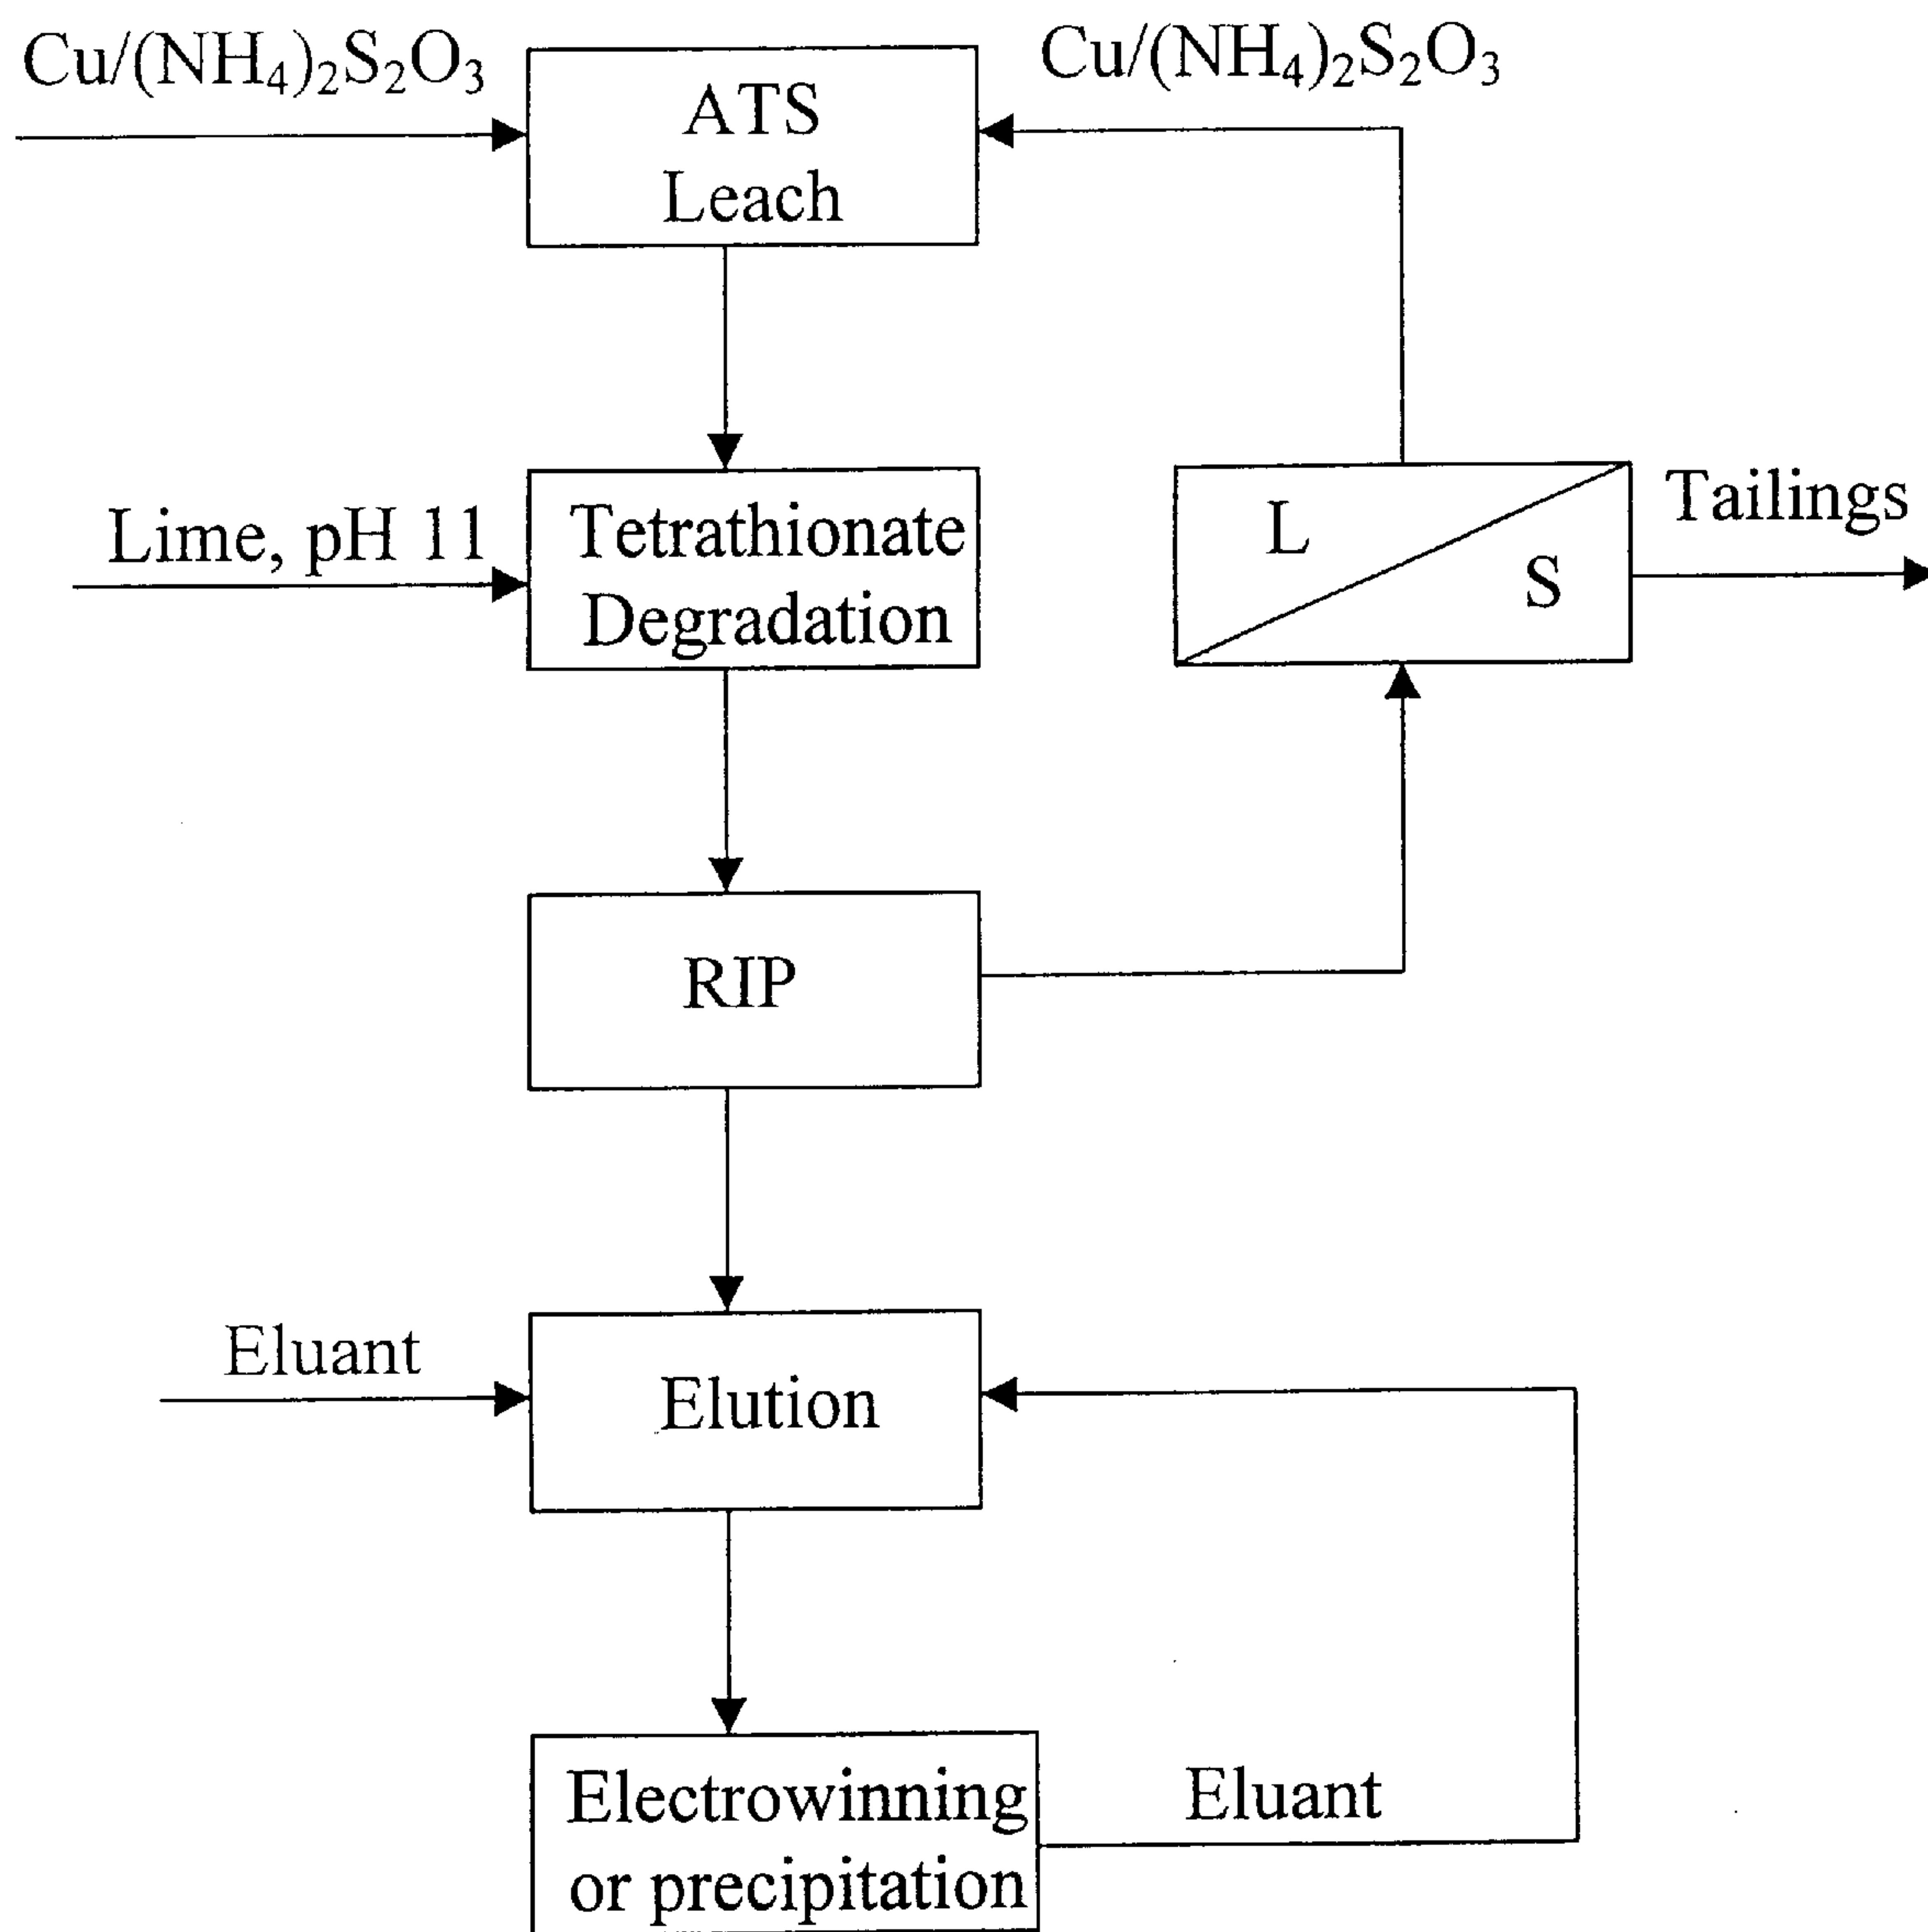 Cu/(NH₄)₂S₂O₃
ATS
Leach
Cu/(NH₄)₂S₂O₃
Lime, pH 11
Tetrathionate
Degradation
L
S
Tailings
RIP
Eluant
Elution
Electrowinning
or precipitation
Eluant